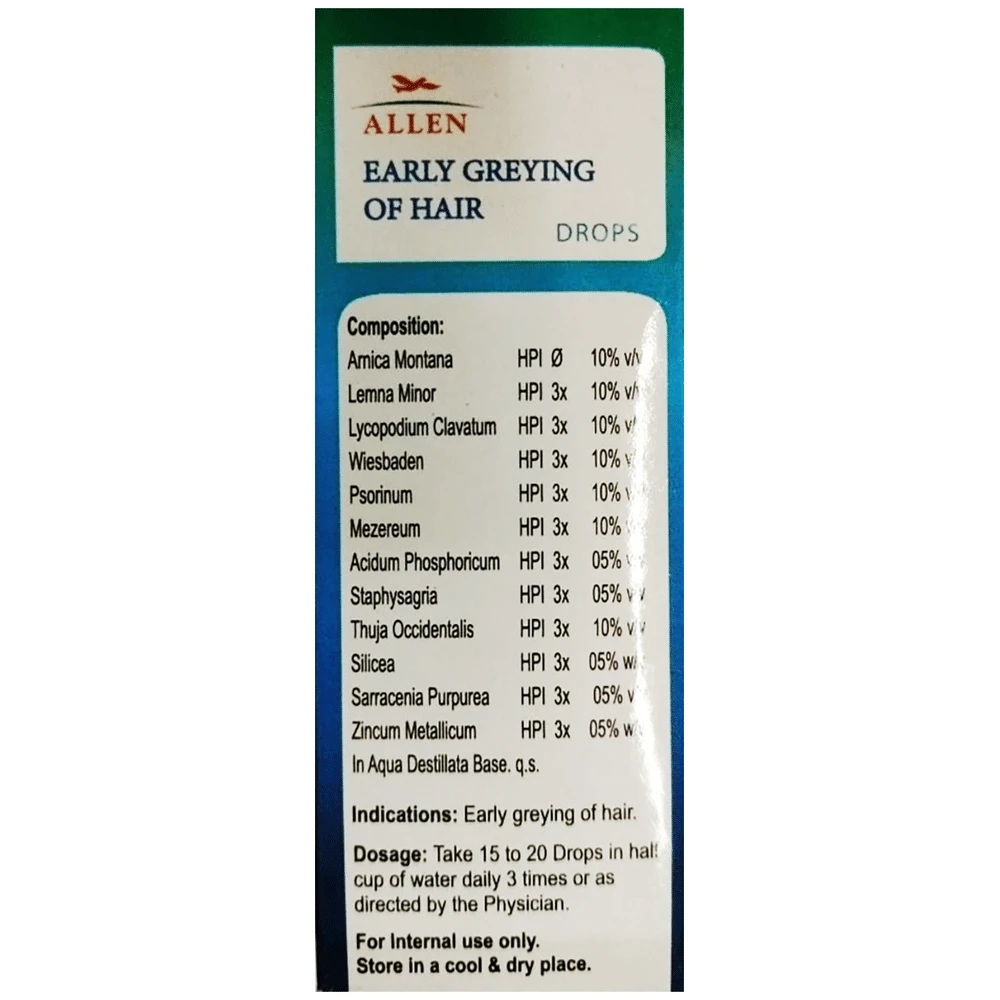 ALLEN
EARLY GREYING
OF HAIR
DROPS
Composition:
Arnica Montana HPI Ø 10% v/v
Lemna Minor HPI 3x 10% v/v
Lycopodium Clavatum HPI 3x 10%
Wiesbaden HPI 3x 10%
Psorinum HPI 3x 10%
Mezereum HPI 3x 10%
Acidum Phosphoricum HPI 3x 05%
Staphysagria HPI 3x 05% v/v
Thuja Occidentalis HPI 3x 10% v/v
Silicea HPI 3x 05%
Sarracenia Purpurea HPI 3x 05%
Zincum Metallicum HPI 3x 05%
In Aqua Destillata Base. q.s.
Indications: Early greying of hair.
Dosage: Take 15 to 20 Drops in half
cup of water daily 3 times or as
directed by the Physician.
For Internal use only.
Store in a cool & dry place.